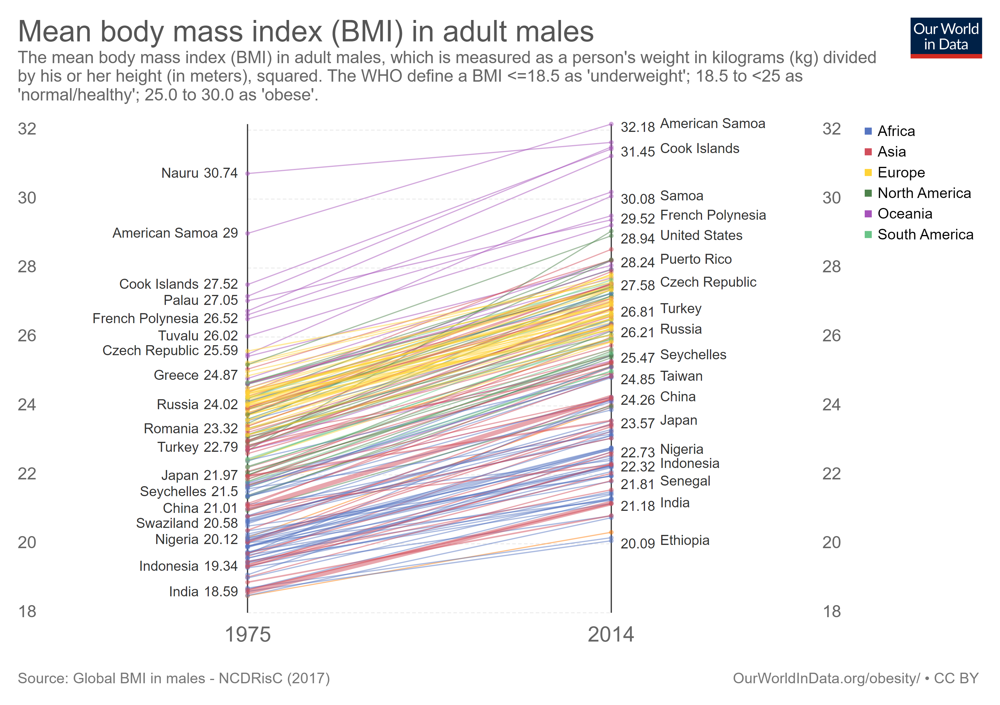 Mean body mass index (BMI) in adult males
The mean body mass index (BMI) in adult males, which is measured as a person's weight in kilograms (kg) divided
by his or her height (in meters), squared. The WHO define a BMI <=18.5 as 'underweight'; 18.5 to <25 as
'normal/healthy'; 25.0 to 30.0 as 'obese'.
Our World
in Data
32
30
28
26
24
22
20
18
Nauru 30.74
American Samoa 29
Cook Islands 27.52
Palau 27.05
French Polynesia 26.52
Tuvalu 26.02
Czech Republic 25.59
Greece 24.87
Russia 24.02
Romania 23.32
Turkey 22.79
Japan 21.97
Seychelles 21.5
China 21.01
Swaziland 20.58
Nigeria 20.12
Indonesia 19.34
India 18.59
32.18 American Samoa
31.45 Cook Islands
30.08 Samoa
29.52 French Polynesia
28.94 United States
28.24 Puerto Rico
27.58 Czech Republic
26.81 Turkey
26.21 Russia
25.47 Seychelles
24.85 Taiwan
24.26 China
23.57 Japan
22.73 Nigeria
22.32 Indonesia
21.81 Senegal
21.18 India
20.09 Ethiopia
32
30
28
26
24
22
20
18
Africa
Asia
Europe
North America
Oceania
South America
1975
2014
Source: Global BMI in males - NCDRisC (2017)
OurWorldInData.org/obesity/ • CC BY